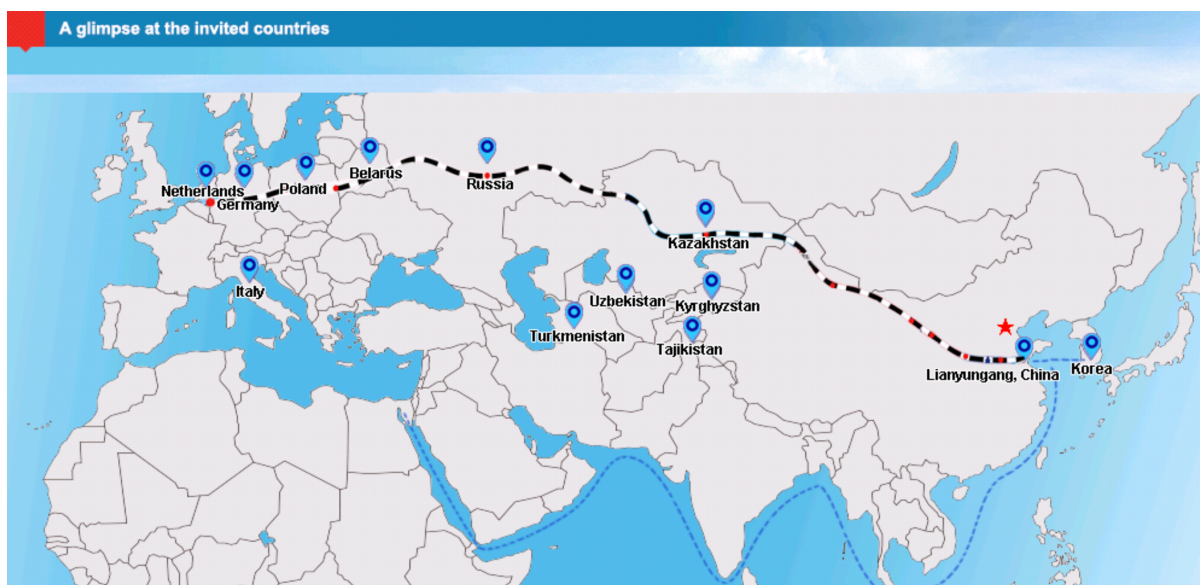 A glimpse at the invited countries
Netherlands
Germany
Poland
Belarus
Russia
Kazakhstan
Italy
Uzbekistan
Kyrghyzstan
Turkmenistan
Tajikistan
Lianyungang, China
Korea